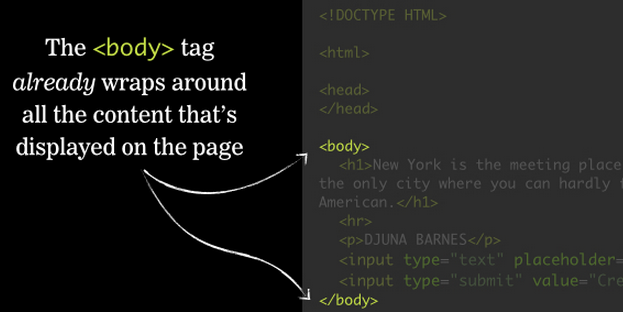 The <body> tag
already wraps around
all the content that's
displayed on the page
<!DOCTYPE HTML>
<html>
<head>
</head>
<body>
<h1>New York is the meeting place
the only city where you can hardly
American.</h1>
<hr>
<p>DJUNA BARNES</p>
<input type="text" placeholder=
<input type="submit" value="Cre
</body>